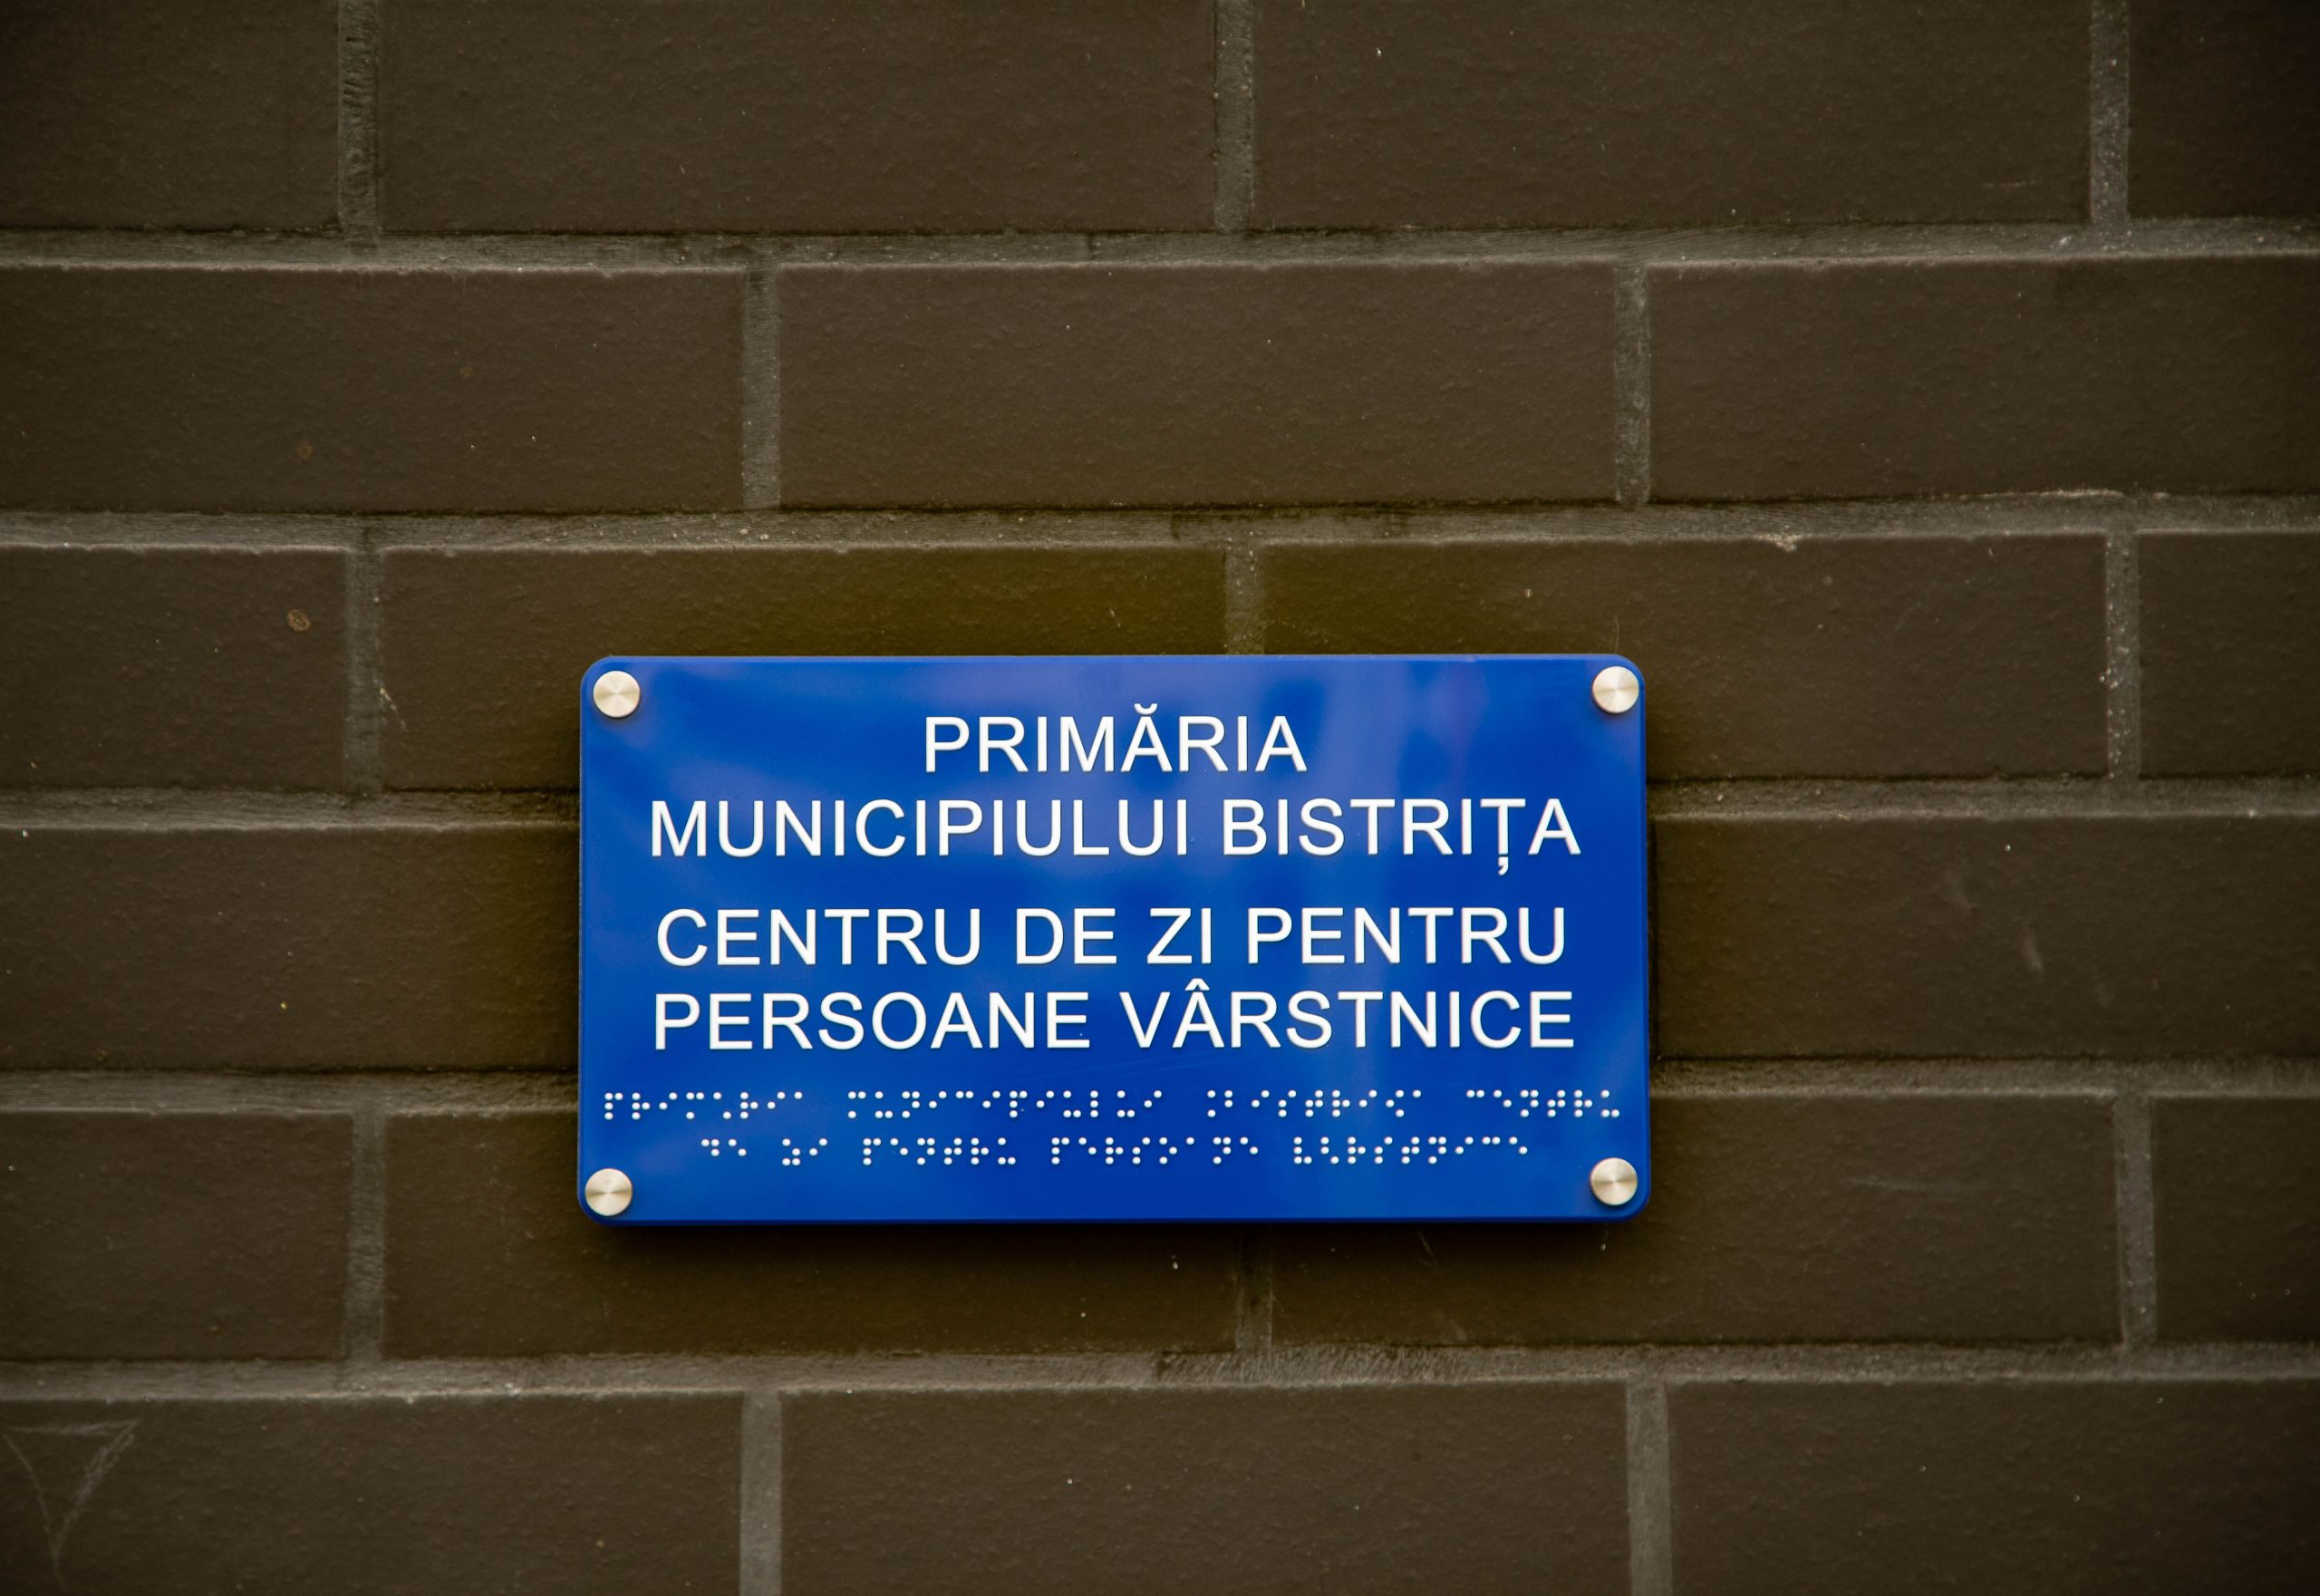 PRIMĂRIA
MUNICIPIULUI BISTRIȚA
CENTRU DE ZI PENTRU
PERSOANE VÂRSTNICE